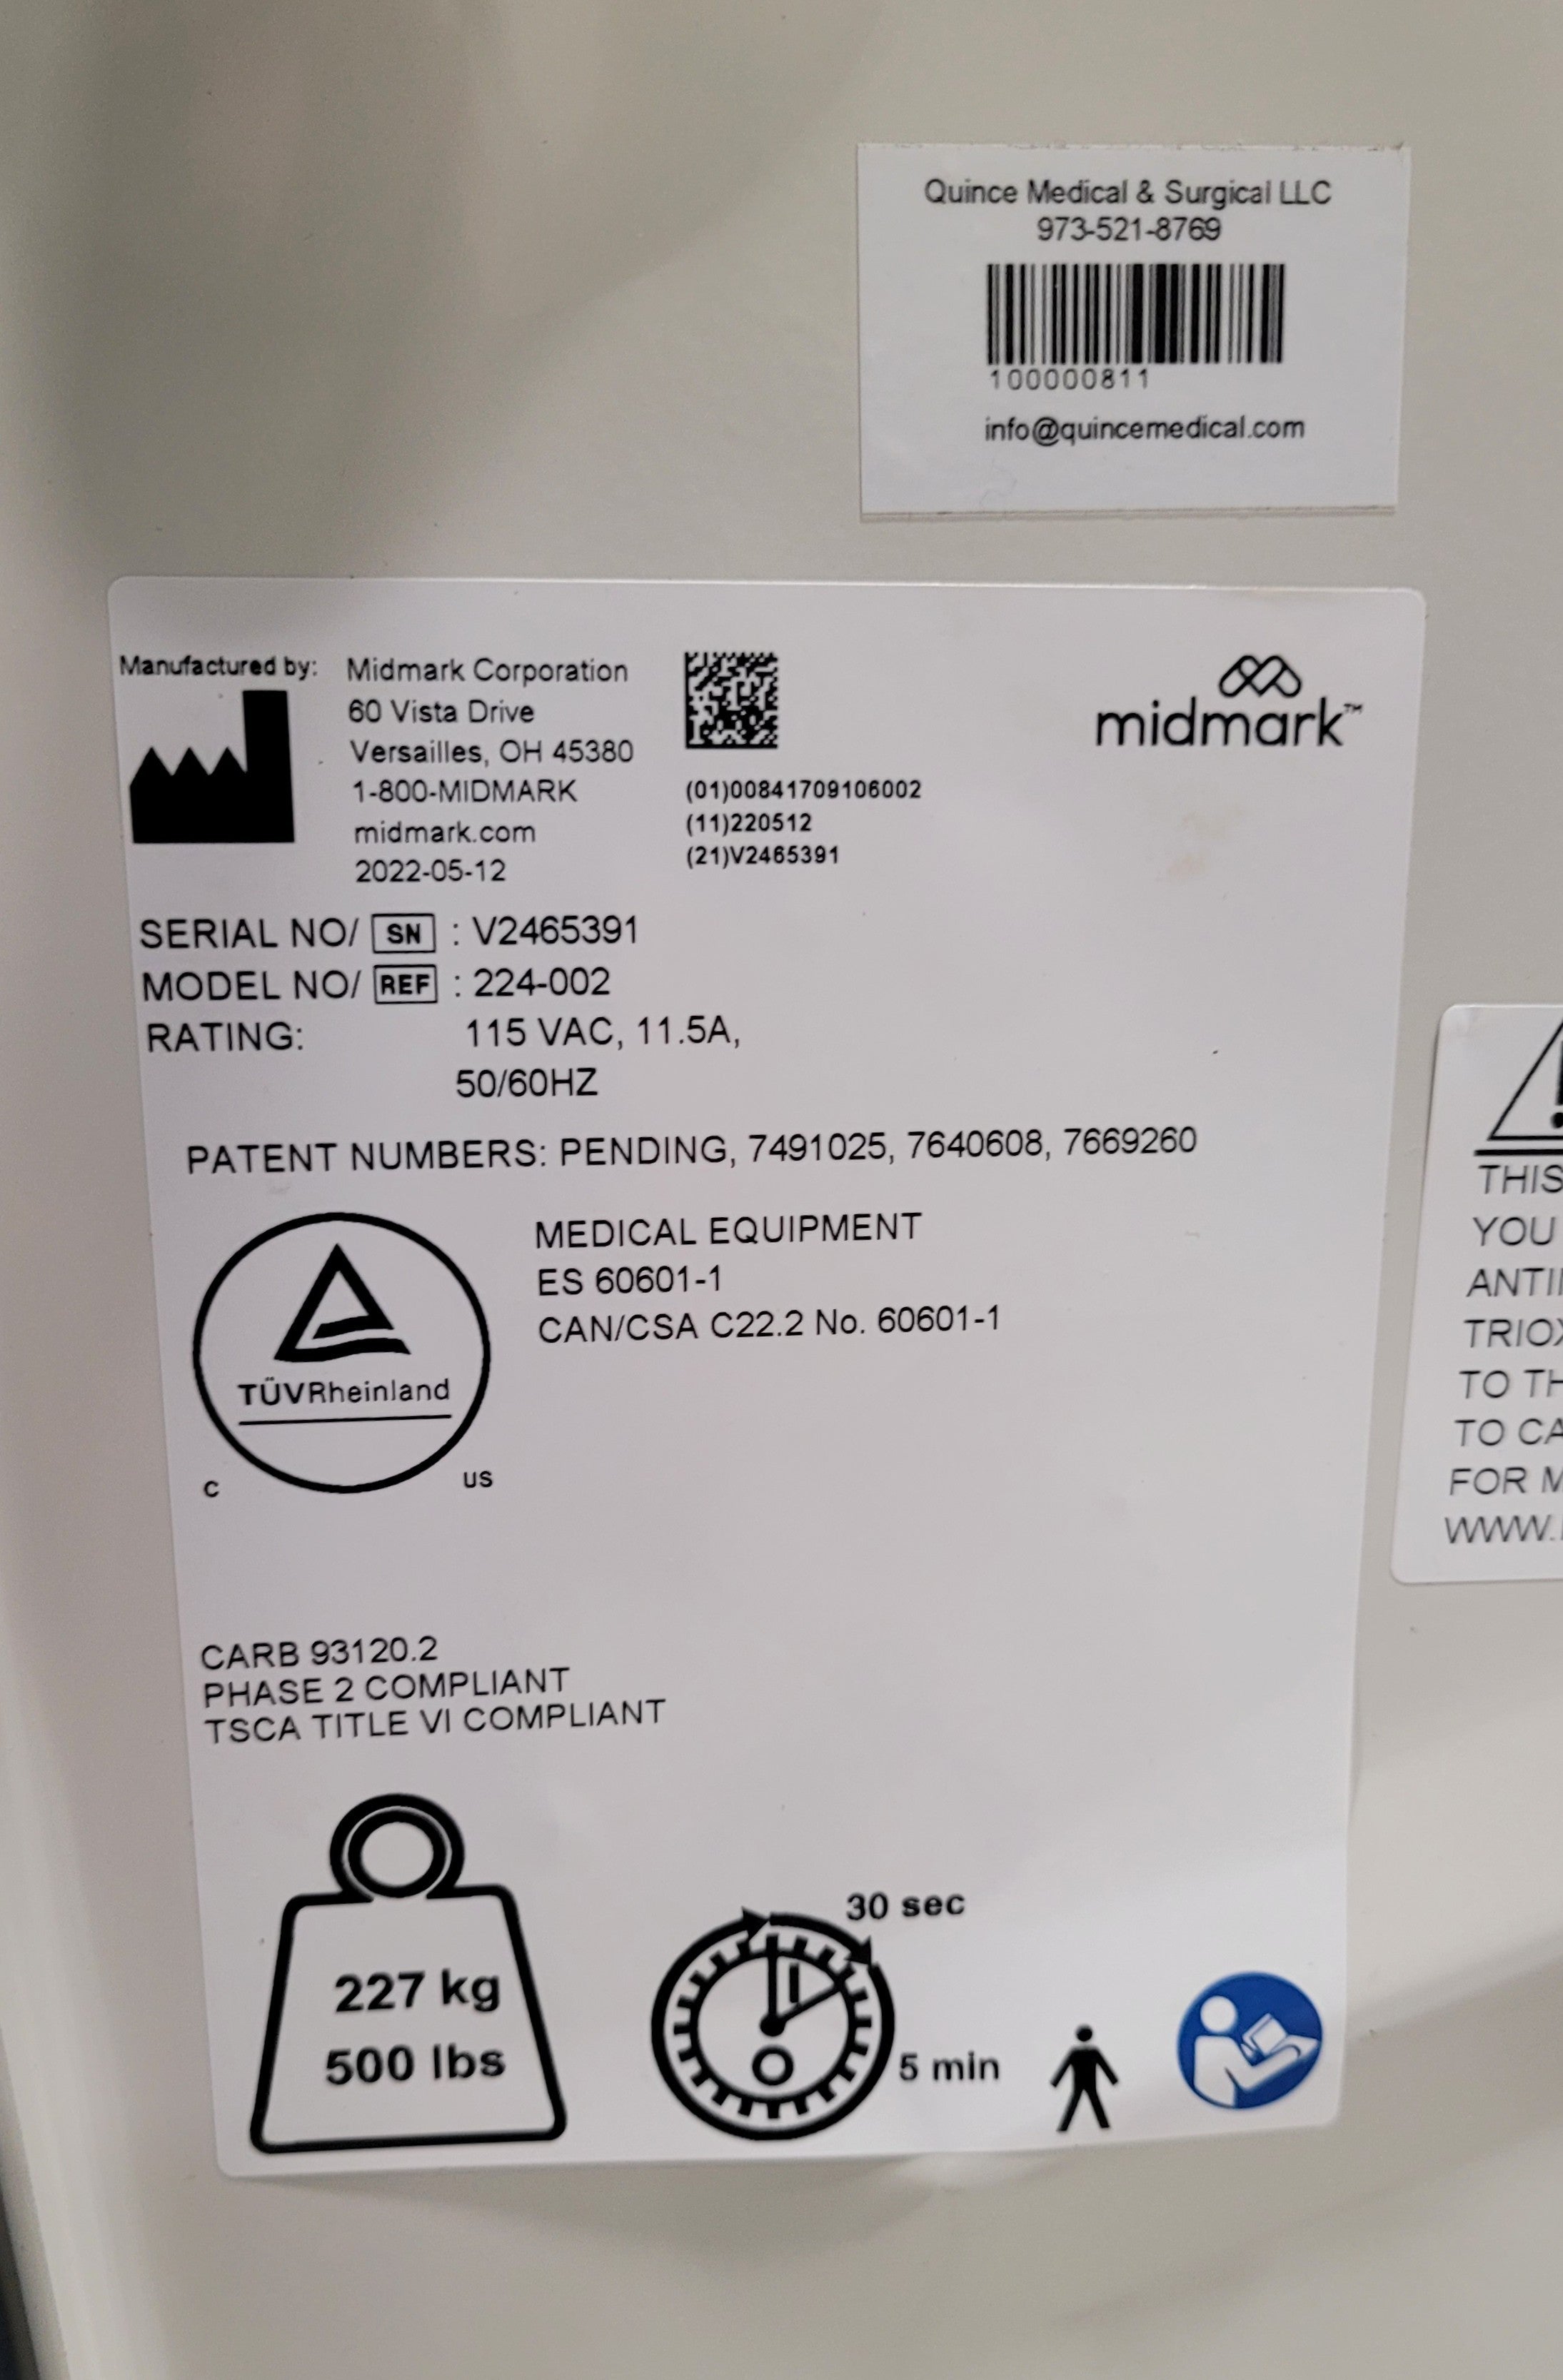 Quince Medical & Surgical LLC
973-521-8769
100000811
info@quincemedical.com
Manufactured by:
Midmark Corporation
60 Vista Drive
Versailles, OH 45380
1-800-MIDMARK
midmark.com
2022-05-12
(01)00841709106002
(11)220512
(21)V2465391
midmark™
SERIAL NO/ SN : V2465391
MODEL NO/ REF : 224-002
RATING: 115 VAC, 11.5A,
50/60HZ
PATENT NUMBERS: PENDING, 7491025, 7640608, 7669260
TÜVRheinland
C US
MEDICAL EQUIPMENT
ES 60601-1
CAN/CSA C22.2 No. 60601-1
CARB 93120.2
PHASE 2 COMPLIANT
TSCA TITLE VI COMPLIANT
227 kg
500 lbs
30 sec
5 min
THIS
YOU
TO
TO
FOR
WWW.